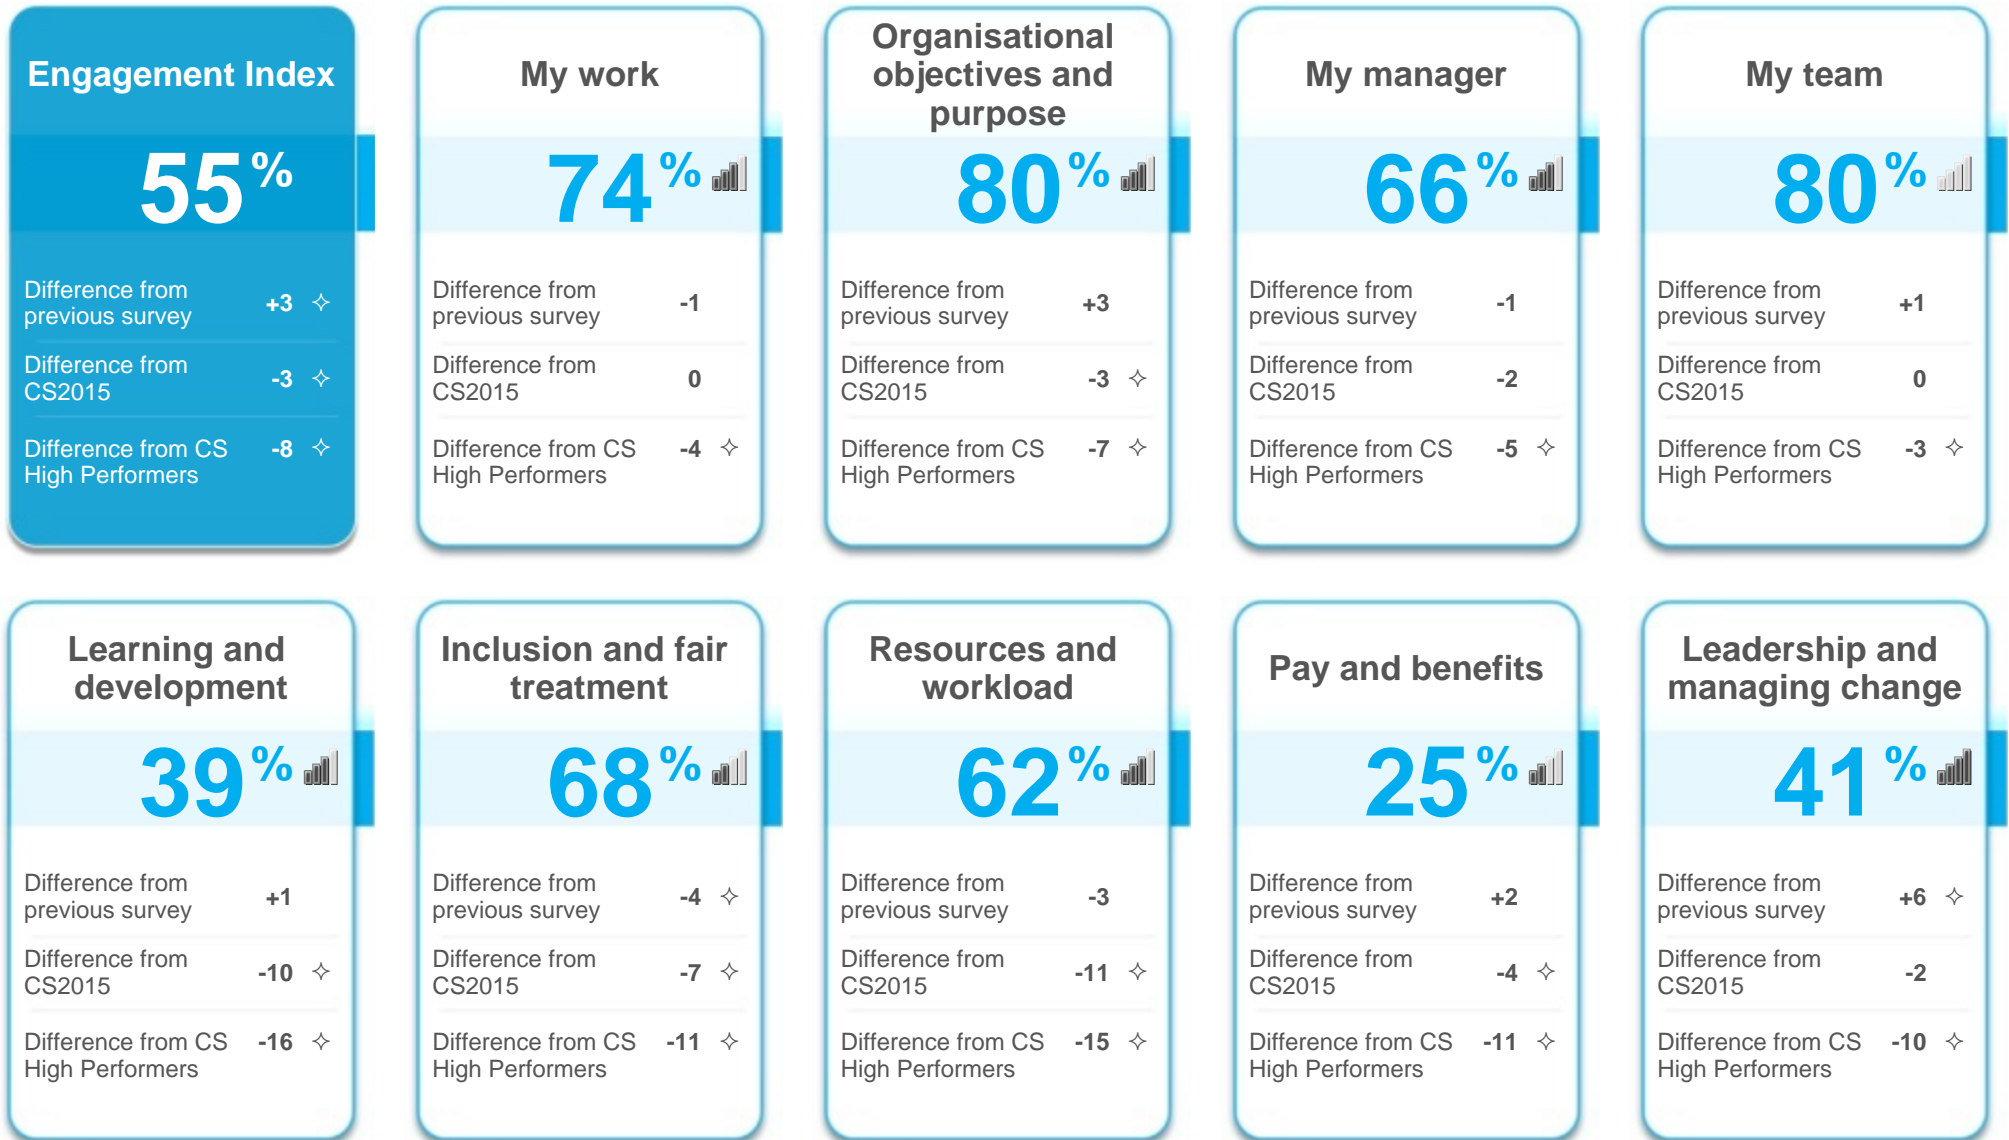 Engagement Index
55%
Difference from
previous survey
+3 ✧
Difference from
CS2015
-3 ✧
Difference from CS
High Performers
-8 ✧
My work
74%
Difference from
previous survey
-1
Difference from
CS2015
0
Difference from CS
High Performers
-4 ✧
Organisational
objectives and
purpose
80%
Difference from
previous survey
+3
Difference from
CS2015
-3 ✧
Difference from CS
High Performers
-7 ✧
My manager
66%
Difference from
previous survey
-1
Difference from
CS2015
-2
Difference from CS
High Performers
-5 ✧
My team
80%
Difference from
previous survey
+1
Difference from
CS2015
0
Difference from CS
High Performers
-3 ✧
Learning and
development
39%
Difference from
previous survey
+1
Difference from
CS2015
-10 ✧
Difference from CS
High Performers
-16 ✧
Inclusion and fair
treatment
68%
Difference from
previous survey
-4 ✧
Difference from
CS2015
-7 ✧
Difference from CS
High Performers
-11 ✧
Resources and
workload
62%
Difference from
previous survey
-3
Difference from
CS2015
-11 ✧
Difference from CS
High Performers
-15 ✧
Pay and benefits
25%
Difference from
previous survey
+2
Difference from
CS2015
-4 ✧
Difference from CS
High Performers
-11 ✧
Leadership and
managing change
41%
Difference from
previous survey
+6 ✧
Difference from
CS2015
-2
Difference from CS
High Performers
-10 ✧